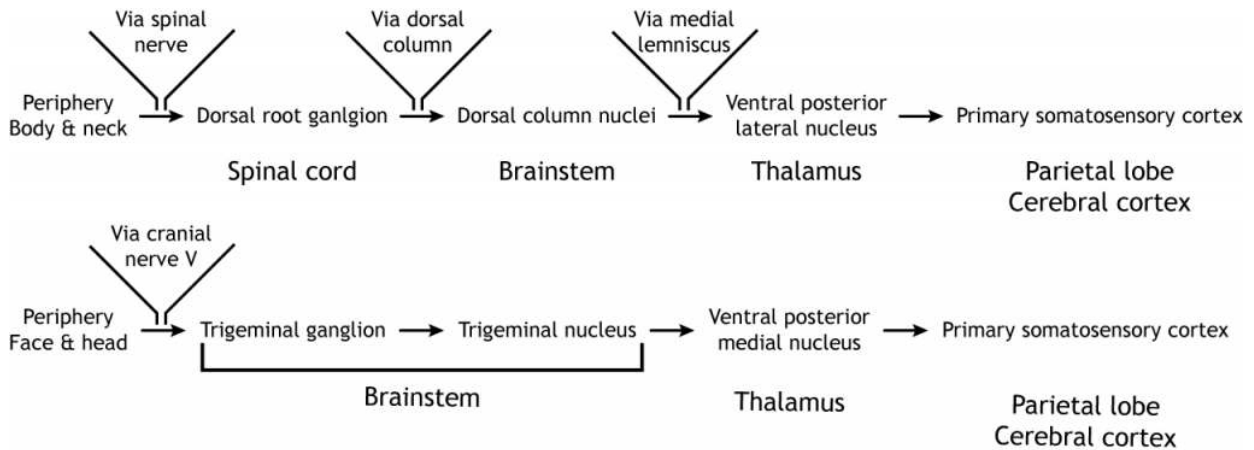 Via spinal
nerve
Via dorsal
column
Via medial
lemniscus
Periphery
Body & neck
Dorsal root ganlgion
Dorsal column nuclei
Ventral posterior
lateral nucleus
Primary somatosensory cortex
Spinal cord
Brainstem
Thalamus
Parietal lobe
Cerebral cortex
Via cranial
nerve V
Periphery
Face & head
Trigeminal ganglion
Trigeminal nucleus
Ventral posterior
medial nucleus
Primary somatosensory cortex
Brainstem
Thalamus
Parietal lobe
Cerebral cortex